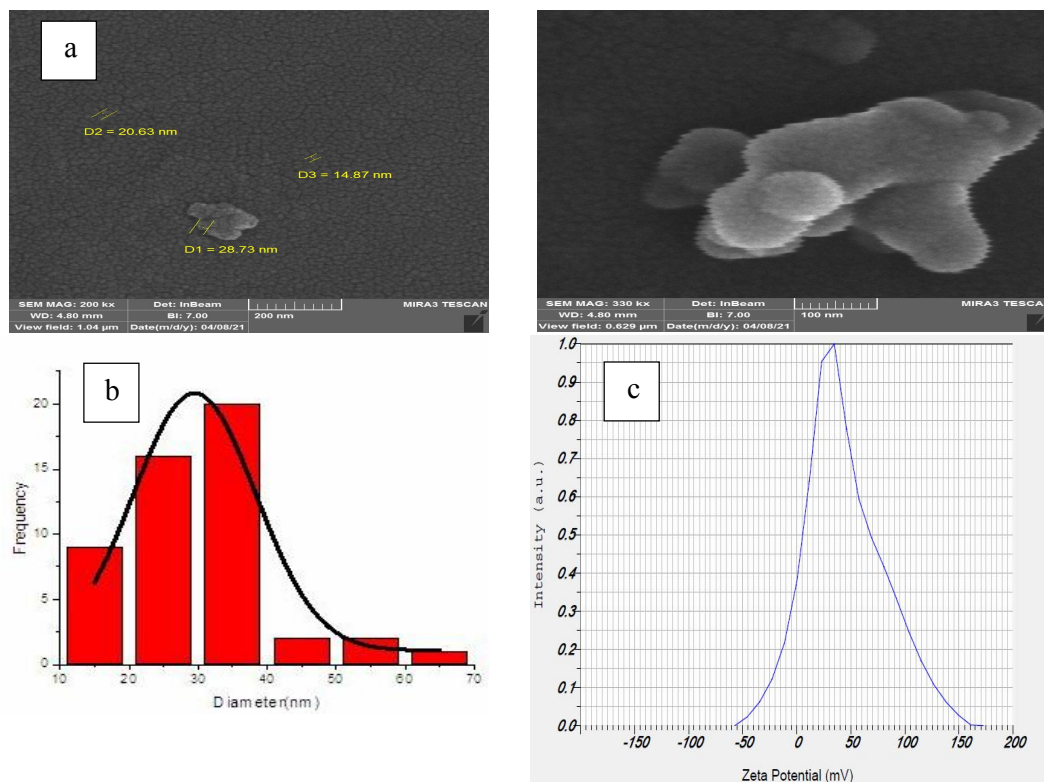 a
D2 = 20.63 nm
D3 = 14.87 nm
D1 = 28.73 nm
SEM MAG: 200 kx Det: InBeam MIRA3 TESCAN
WD: 4.80 mm BI: 7.00 200 nm
View field: 1.04 µm Date(m/d/y): 04/08/21
SEM MAG: 330 kx Det: InBeam MIRA3 TESCAN
WD: 4.80 mm BI: 7.00 100 nm
View field: 0.629 µm Date(m/d/y): 04/08/21
b
Frequency
20
15
10
5
0
10 20 30 40 50 60 70
Diameter(nm)
c
Intensity (a.u.)
1.0
0.9
0.8
0.7
0.6
0.5
0.4
0.3
0.2
0.1
0.0
-150 -100 -50 0 50 100 150 200
Zeta Potential (mV)